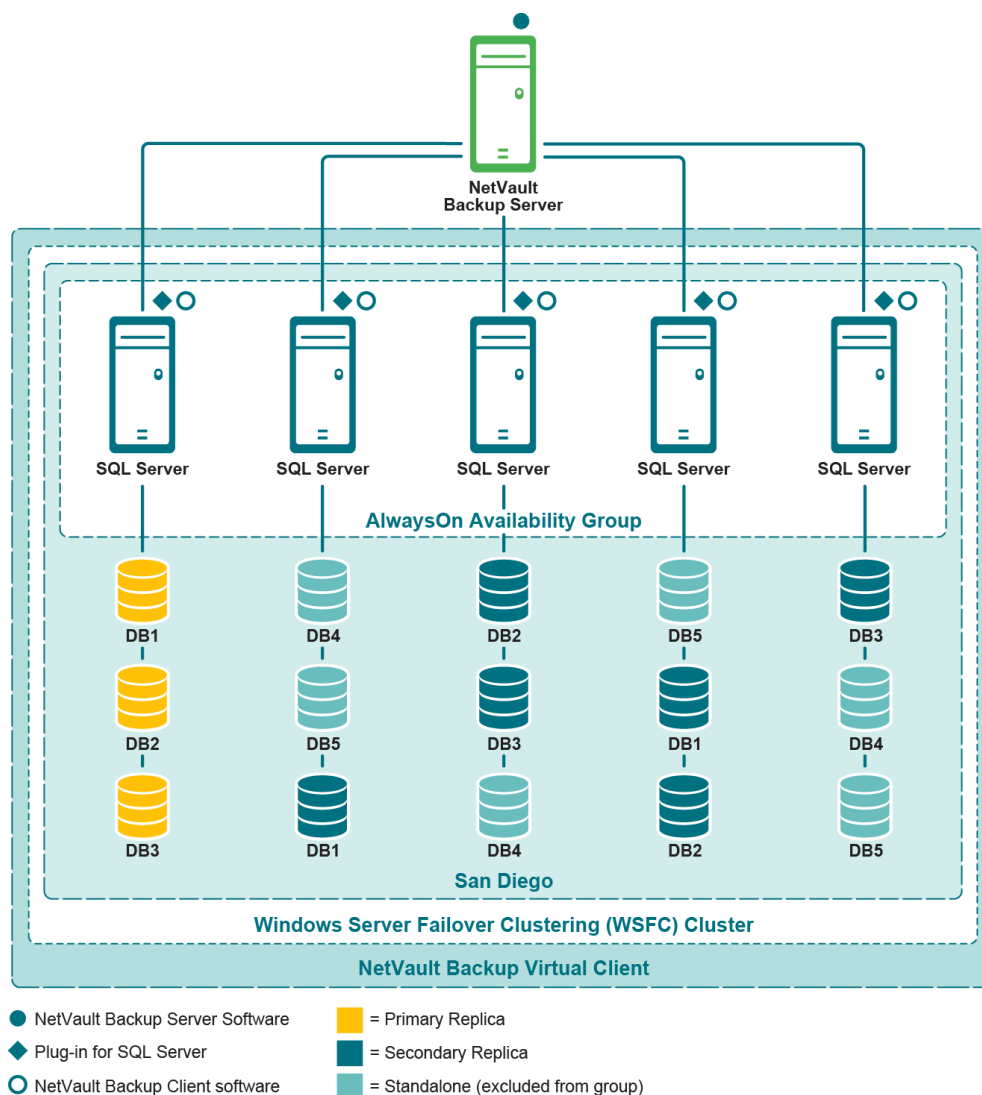 NetVault
Backup Server
SQL Server
SQL Server
SQL Server
SQL Server
SQL Server
AlwaysOn Availability Group
DB1
DB4
DB2
DB5
DB3
DB2
DB5
DB3
DB1
DB4
DB3
DB1
DB4
DB2
DB5
San Diego
Windows Server Failover Clustering (WSFC) Cluster
NetVault Backup Virtual Client
NetVault Backup Server Software
= Primary Replica
Plug-in for SQL Server
= Secondary Replica
NetVault Backup Client software
= Standalone (excluded from group)